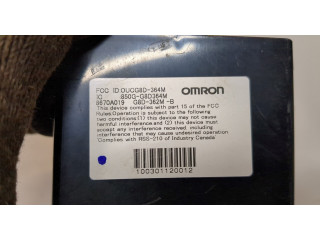 FCC ID:OUCG8D-364M
OMRON
IC :850G-G8D364M
8670A019 G8D-362M-B
This device complies with part 15 of the FCC
Rules.Operation is subject to the following
two conditions:(1) this device may not cause
harmful interference,and (2) this device must
accept any interference received, including
interference that may cause undesired operation
Complies with RSS-210 of Industry Canada
100301120012